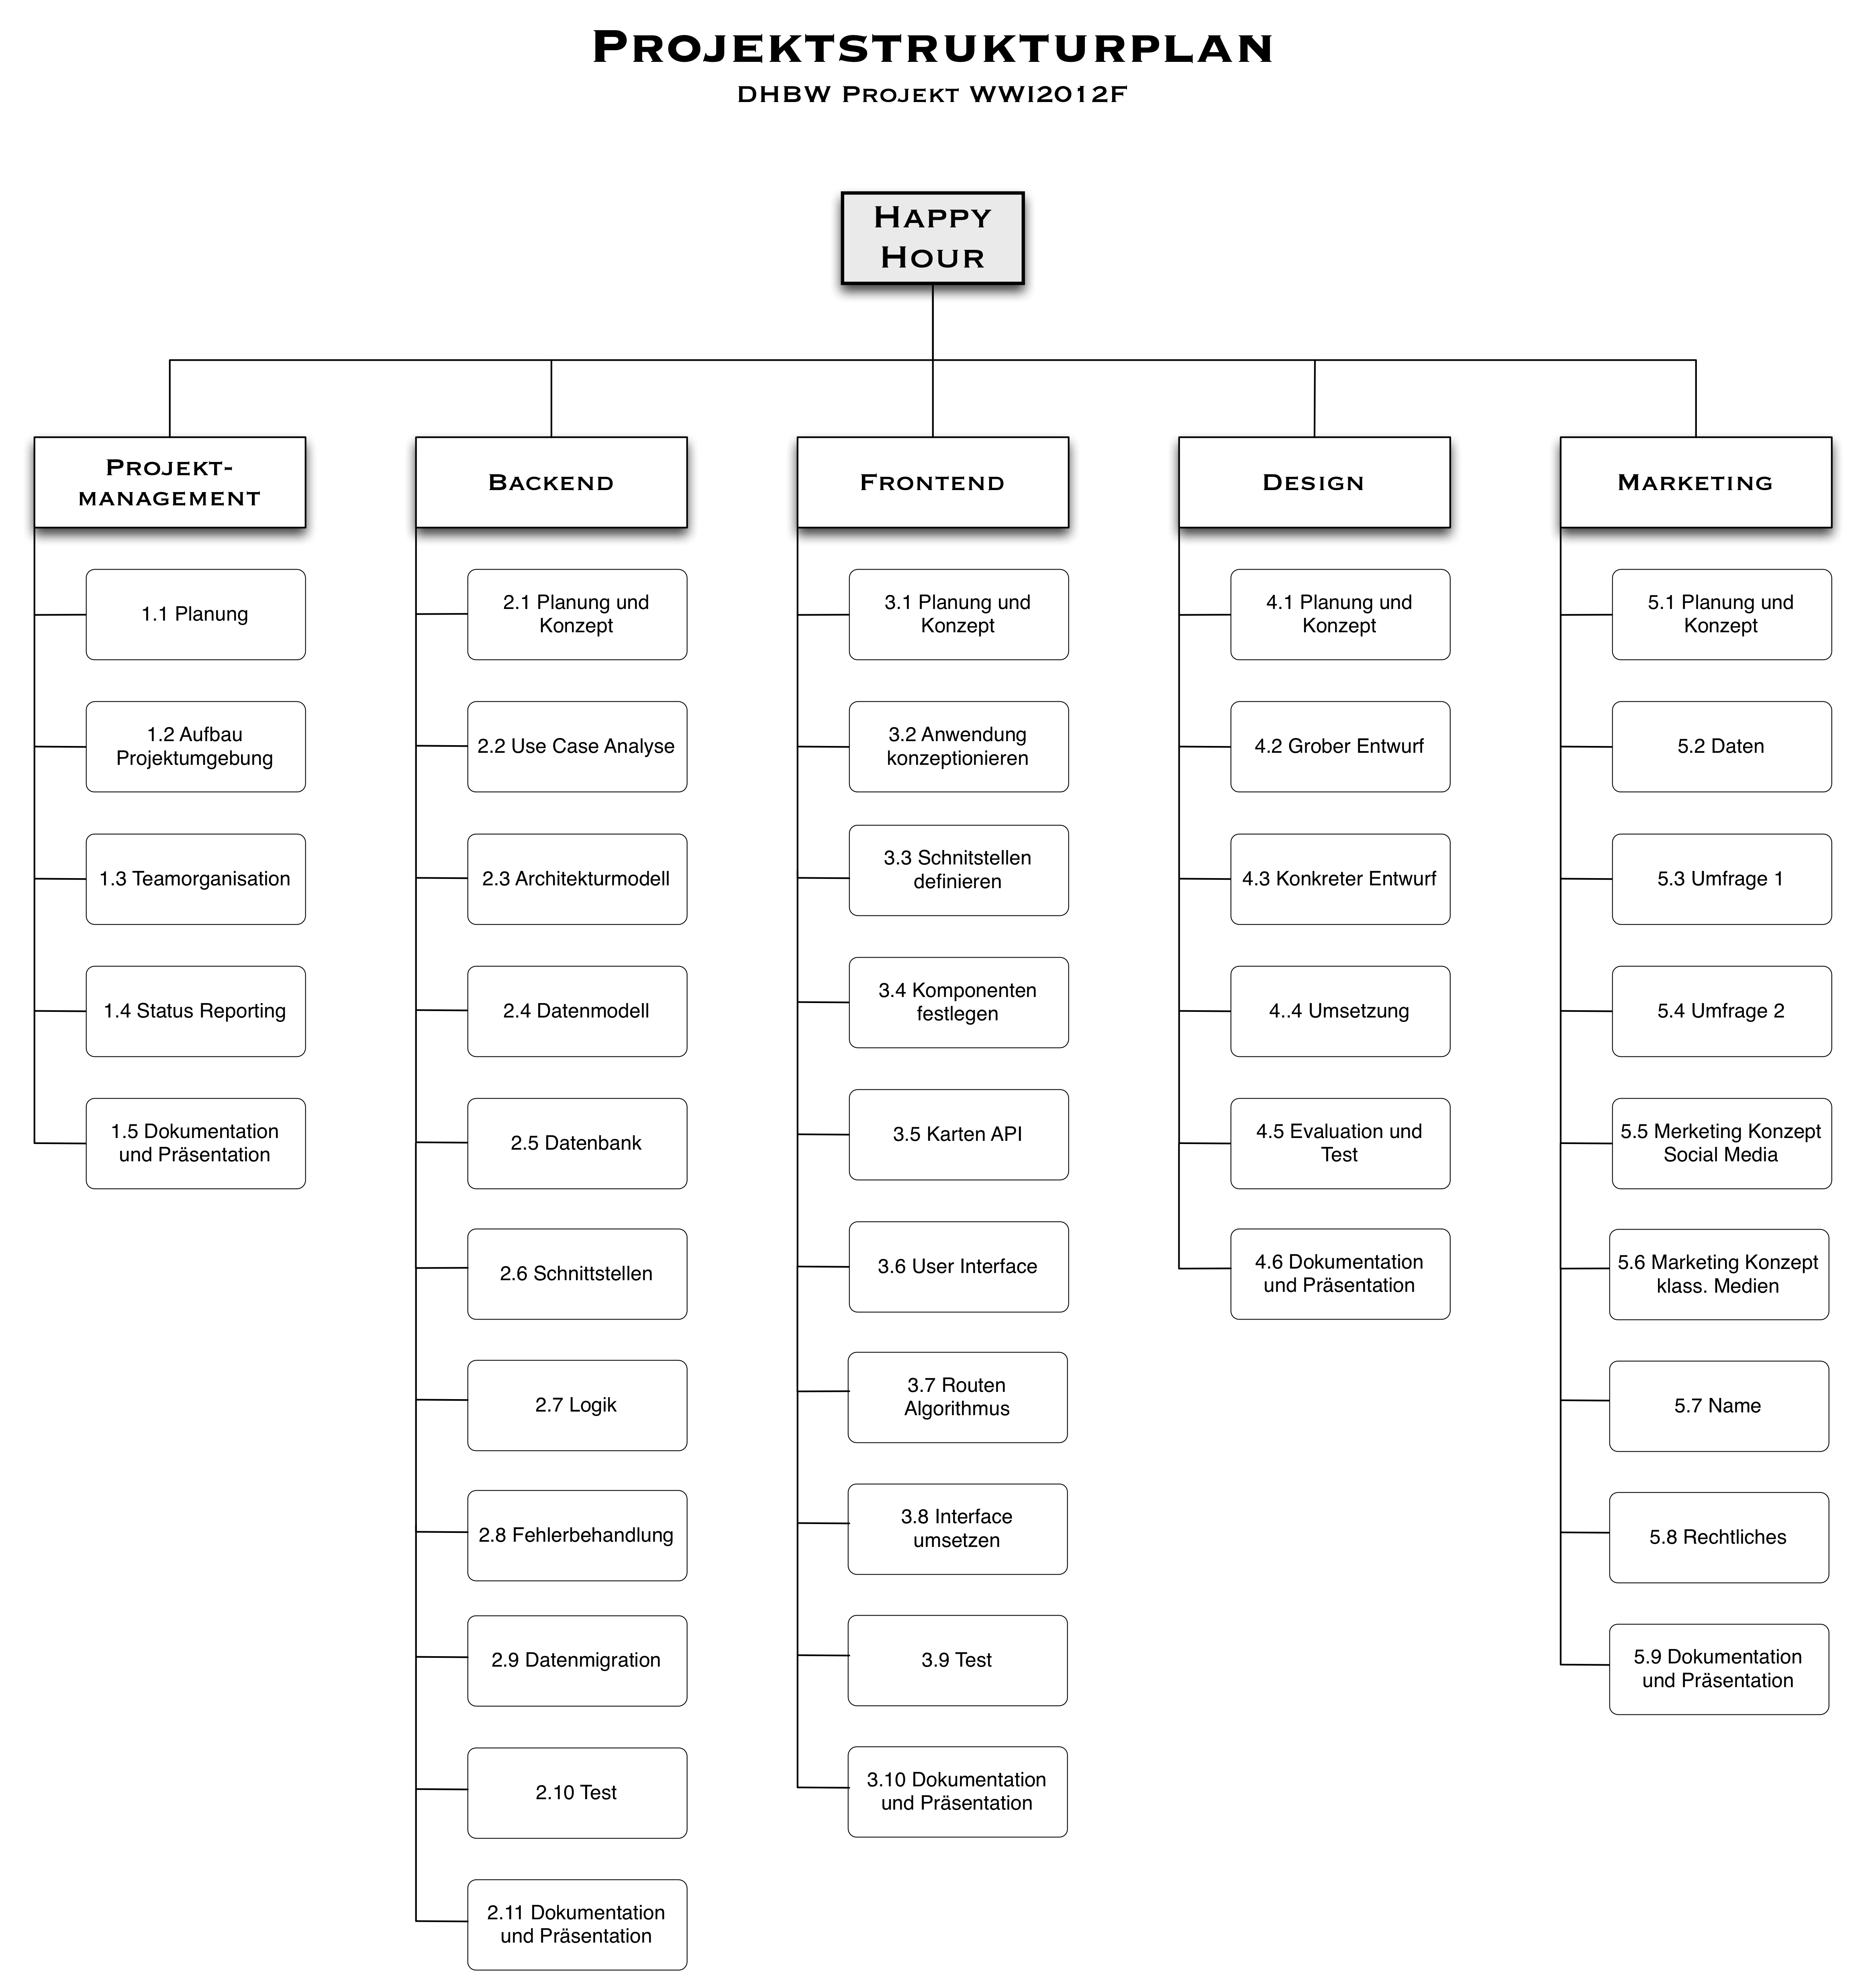 PROJEKTSTRUKTURPLAN
DHBW PROJEKT WWI2012F
HAPPY
HOUR
PROJEKT-
MANAGEMENT
1.1 Planung
1.2 Aufbau
Projektumgebung
1.3 Teamorganisation
1.4 Status Reporting
1.5 Dokumentation
und Präsentation
BACKEND
2.1 Planung und
Konzept
2.2 Use Case Analyse
2.3 Architekturmodell
2.4 Datenmodell
2.5 Datenbank
2.6 Schnittstellen
2.7 Logik
2.8 Fehlerbehandlung
2.9 Datenmigration
2.10 Test
2.11 Dokumentation
und Präsentation
FRONTEND
3.1 Planung und
Konzept
3.2 Anwendung
konzeptionieren
3.3 Schnitstellen
definieren
3.4 Komponenten
festlegen
3.5 Karten API
3.6 User Interface
3.7 Routen
Algorithmus
3.8 Interface
umsetzen
3.9 Test
3.10 Dokumentation
und Präsentation
DESIGN
4.1 Planung und
Konzept
4.2 Grober Entwurf
4.3 Konkreter Entwurf
4..4 Umsetzung
4.5 Evaluation und
Test
4.6 Dokumentation
und Präsentation
MARKETING
5.1 Planung und
Konzept
5.2 Daten
5.3 Umfrage 1
5.4 Umfrage 2
5.5 Merketing Konzept
Social Media
5.6 Marketing Konzept
klass. Medien
5.7 Name
5.8 Rechtliches
5.9 Dokumentation
und Präsentation